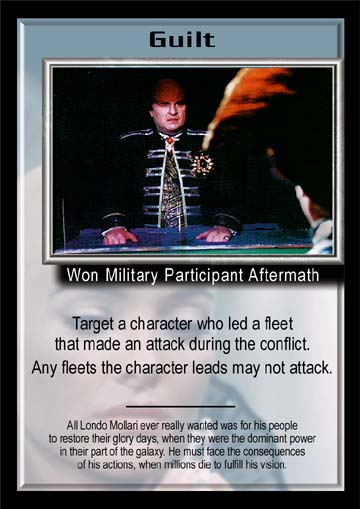 Guilt
Won Military Participant Aftermath
Target a character who led a fleet
that made an attack during the conflict.
Any fleets the character leads may not attack.
All Londo Mollari ever really wanted was for his people
to restore their glory days, when they were the dominant power
in their part of the galaxy. He must face the consequences
of his actions, when millions die to fulfill his vision.